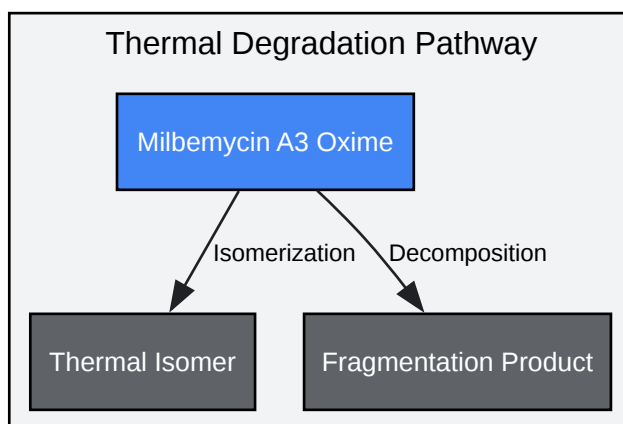 Thermal Degradation Pathway
Milbemycin A3 Oxime
Isomerization
Decomposition
Thermal Isomer
Fragmentation Product